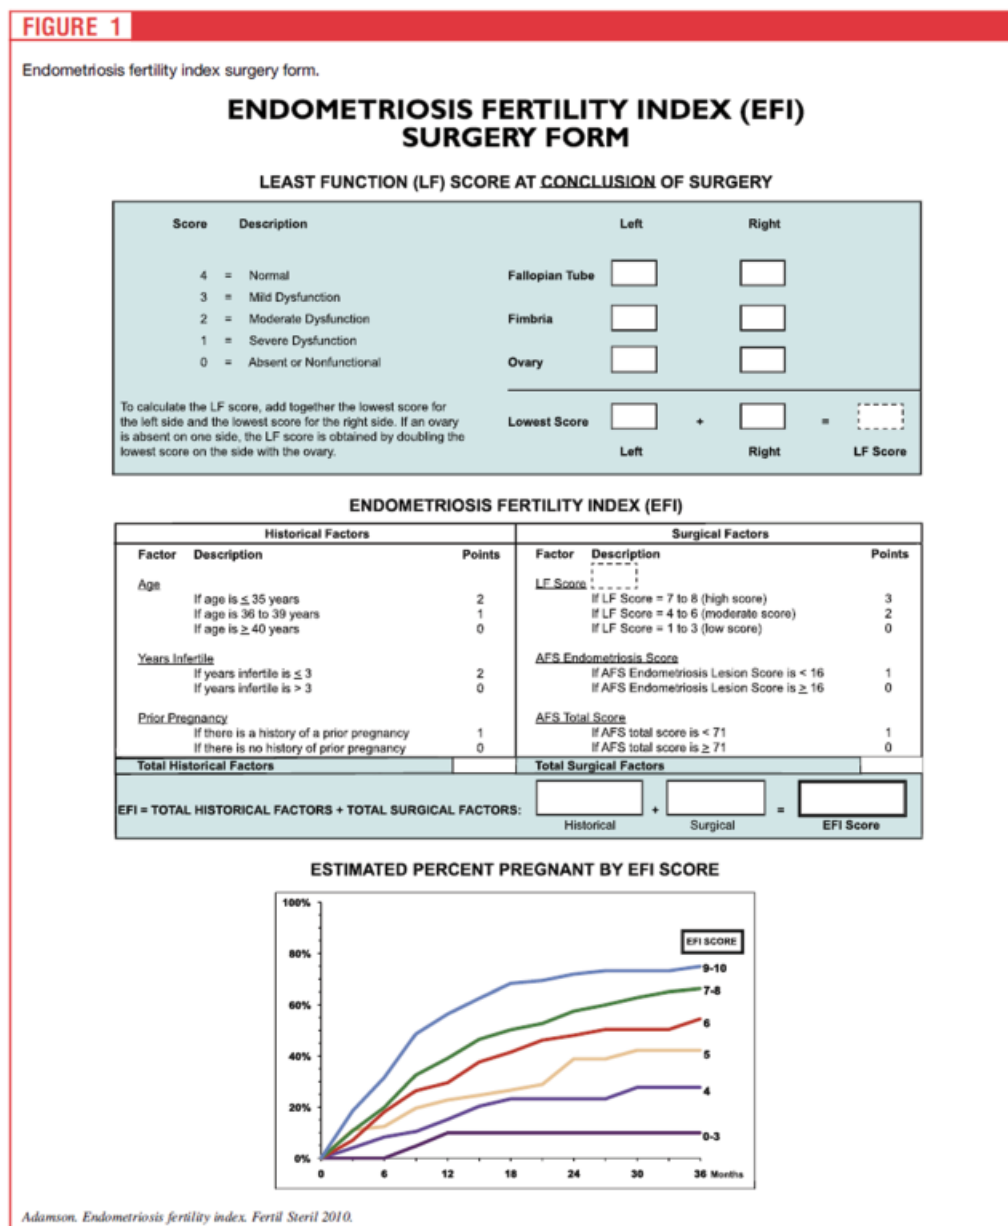 FIGURE 1
Endometriosis fertility index surgery form.
ENDOMETRIOSIS FERTILITY INDEX (EFI)
SURGERY FORM
LEAST FUNCTION (LF) SCORE AT CONCLUSION OF SURGERY
Score Description Left Right
4 = Normal Fallopian Tube
3 = Mild Dysfunction
2 = Moderate Dysfunction Fimbria
1 = Severe Dysfunction
0 = Absent or Nonfunctional Ovary
To calculate the LF score, add together the lowest score for
the left side and the lowest score for the right side. If an ovary
is absent on one side, the LF score is obtained by doubling the
lowest score on the side with the ovary.
Lowest Score + =
Left Right LF Score
ENDOMETRIOSIS FERTILITY INDEX (EFI)
Historical Factors
Factor Description Points
Age
If age is ≤ 35 years 2
If age is 36 to 39 years 1
If age is ≥ 40 years 0
Years Infertile
If years infertile is ≤ 3 2
If years infertile is > 3 0
Prior Pregnancy
If there is a history of a prior pregnancy 1
If there is no history of prior pregnancy 0
Total Historical Factors
Surgical Factors
Factor Description Points
LF Score
If LF Score = 7 to 8 (high score) 3
If LF Score = 4 to 6 (moderate score) 2
If LF Score = 1 to 3 (low score) 0
AFS Endometriosis Score
If AFS Endometriosis Lesion Score is < 16 1
If AFS Endometriosis Lesion Score is ≥ 16 0
AFS Total Score
If AFS total score is < 71 1
If AFS total score is ≥ 71 0
Total Surgical Factors
EFI = TOTAL HISTORICAL FACTORS + TOTAL SURGICAL FACTORS: + =
Historical Surgical EFI Score
ESTIMATED PERCENT PREGNANT BY EFI SCORE
100%
80%
60%
40%
20%
0%
EFI SCORE
9-10
7-8
6
5
4
0-3
0 6 12 18 24 30 36 Months
Adamson. Endometriosis fertility index. Fertil Steril 2010.